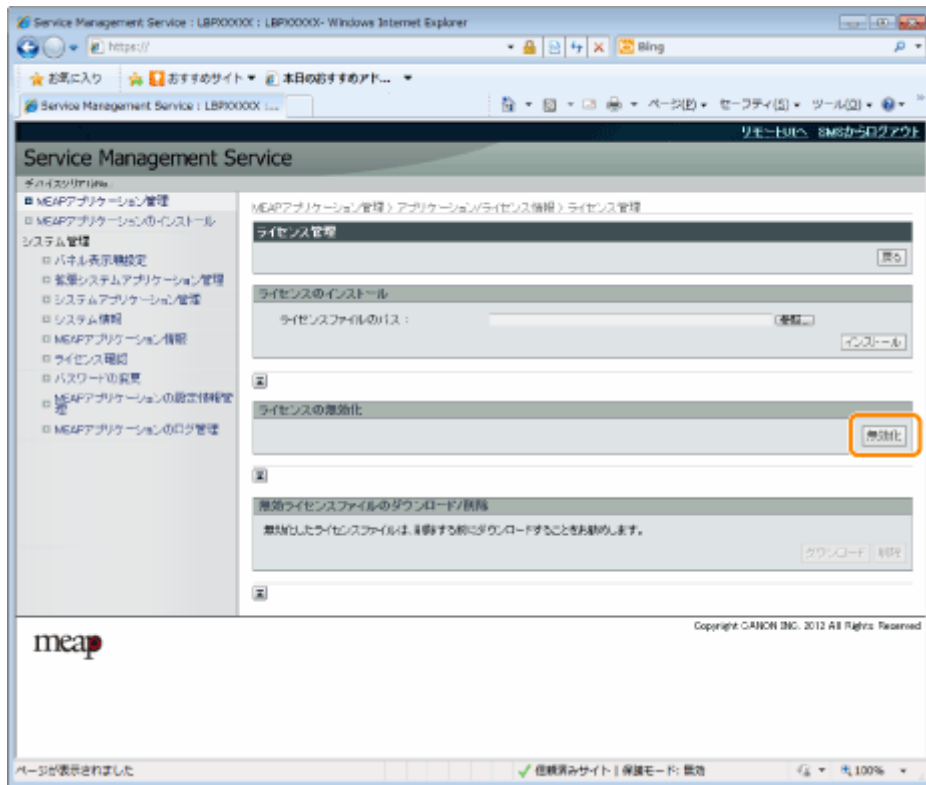 Service Management Service : LBPXXXXX : LBPXXXXX- Windows Internet Explorer
https://
Bing
お気に入り おすすめサイト 本日のおすすめアド...
Service Management Service : LBPXXXXX :...
ページ(P) セーフティ(S) ツール(O)
リモートUIへ SMSからログアウト
Service Management Service
デバイスシリアルNo.:
MEAPアプリケーション管理
MEAPアプリケーションのインストール
システム管理
パネル表示軸設定
拡張システムアプリケーション管理
システムアプリケーション管理
システム情報
MEAPアプリケーション情報
ライセンス確認
パスワードの変更
MEAPアプリケーションの設定情報管
理
MEAPアプリケーションのログ管理
MEAPアプリケーション管理 > アプリケーション/ライセンス情報 > ライセンス管理
ライセンス管理
戻る
ライセンスのインストール
ライセンスファイルのパス :
参照...
インストール
ライセンスの無効化
無効化
無効ライセンスファイルのダウンロード/削除
無効化したライセンスファイルは、削除する前にダウンロードすることをお勧めします。
ダウンロード 削除
Copyright CANON INC. 2012 All Rights Reserved
meap
ページが表示されました
信頼済みサイト | 保護モード: 無効
100%